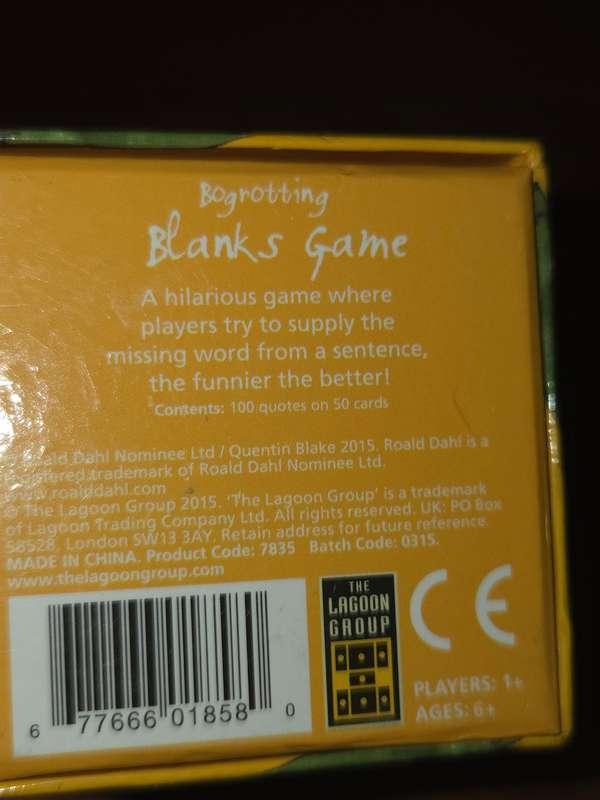 Bogrotting
Blanks Game
A hilarious game where
players try to supply the
missing word from a sentence,
the funnier the better!
Contents: 100 quotes on 50 cards
Roald Dahl Nominee Ltd / Quentin Blake 2015. Roald Dahl is a
registered trademark of Roald Dahl Nominee Ltd.
www.roalddahl.com
© The Lagoon Group 2015. 'The Lagoon Group' is a trademark
of Lagoon Trading Company Ltd. All rights reserved. UK: PO Box
58528, London SW13 3AY. Retain address for future reference.
MADE IN CHINA. Product Code: 7835 Batch Code: 0315.
www.thelagoongroup.com
THE
LAGOON
GROUP
CE
PLAYERS: 1+
AGES: 6+
6 77666 01858 0